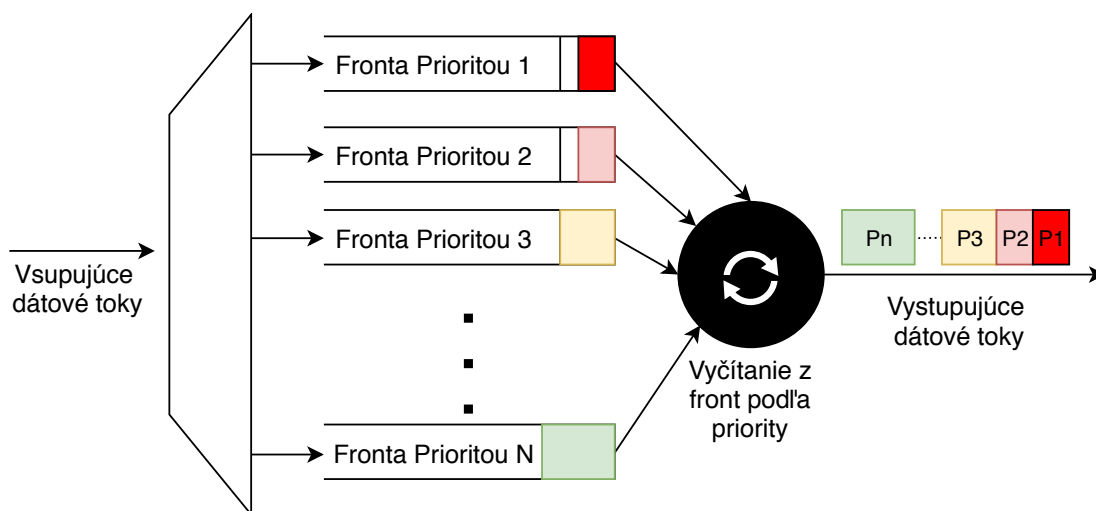 Fronta Prioritou 1
Fronta Prioritou 2
Fronta Prioritou 3
Fronta Prioritou N
Vsupujúce
dátové toky
Vyčítanie z
front podľa
priority
Pn
P3
P2
P1
Vystupujúce
dátové toky